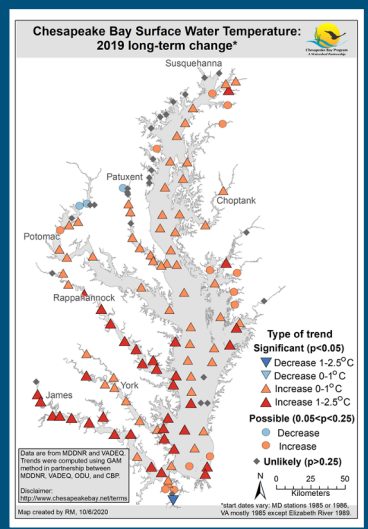 Chesapeake Bay Surface Water Temperature:
2019 long-term change*
Chesapeake Bay Program
A Watershed Partnership
Susquehanna
Patuxent
Choptank
Potomac
Rappahannock
York
James
Type of trend
Significant (p<0.05)
Decrease 1-2.5°C
Decrease 0-1°C
Increase 0-1°C
Increase 1-2.5°C
Possible (0.05<p<0.25)
Decrease
Increase
Unlikely (p>0.25)
0 25 50
Kilometers
Data are from MDDNR and VADEQ.
Trends were computed using GAM
method in partnership between
MDDNR, VADEQ, ODU, and CBP.
Disclaimer:
http://www.chesapeakebay.net/terms
Map created by RM, 10/6/2020
*start dates vary: MD stations 1985 or 1986,
VA mostly 1985 except Elizabeth River 1989.